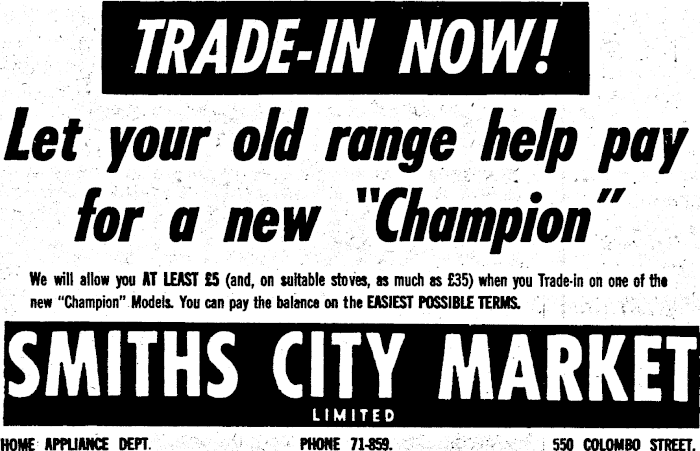 TRADE-IN NOW!
Let your old range help pay
for a new "Champion"
We will allow you AT LEAST £5 (and, on suitable stoves, as much as £35) when you Trade-in on one of the
new "Champion" Models. You can pay the balance on the EASIEST POSSIBLE TERMS.
SMITHS CITY MARKET
LIMITED
HOME APPLIANCE DEPT. PHONE 71-859. 550 COLOMBO STREET.